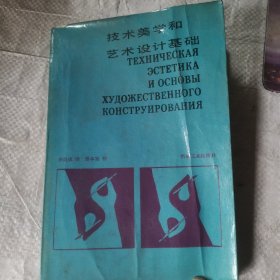 技术美学和
艺术设计基础
ТЕХНИЧЕСКАЯ
ЭСТЕТИКА
И ОСНОВЫ
ХУДОЖЕСТВЕННОГО
КОНСТРУИРОВАНИЯ